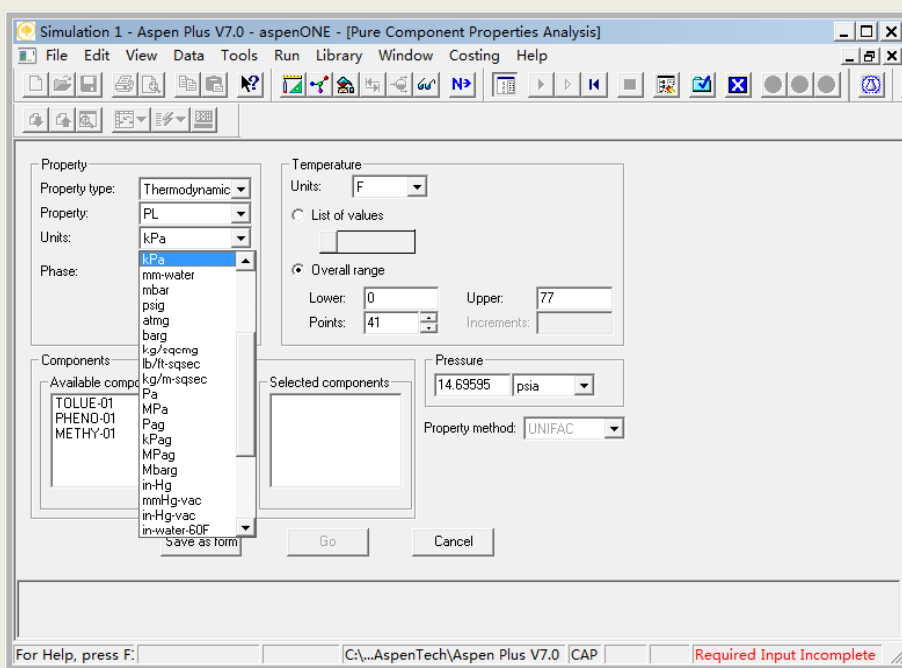 Simulation 1 - Aspen Plus V7.0 - aspenONE - [Pure Component Properties Analysis]
File Edit View Data Tools Run Library Window Costing Help
N»
Property
Property type: Thermodynamic
Property: PL
Units: kPa
Phase:
kPa
mm-water
mbar
psig
atmg
barg
kg/sqcmg
lb/ft-sqsec
kg/m-sqsec
Pa
MPa
Pag
kPag
MPag
Mbarg
in-Hg
mmHg-vac
in-Hg-vac
in-water-60F
Temperature
Units: F
List of values
Overall range
Lower: 0 Upper: 77
Points: 41 Increments:
Components
Available compo
TOLUE-01
PHENO-01
METHY-01
Selected components
Pressure
14.69595 psia
Property method: UNIFAC
Save as form Go Cancel
For Help, press F: C:\...AspenTech\Aspen Plus V7.0 CAP Required Input Incomplete